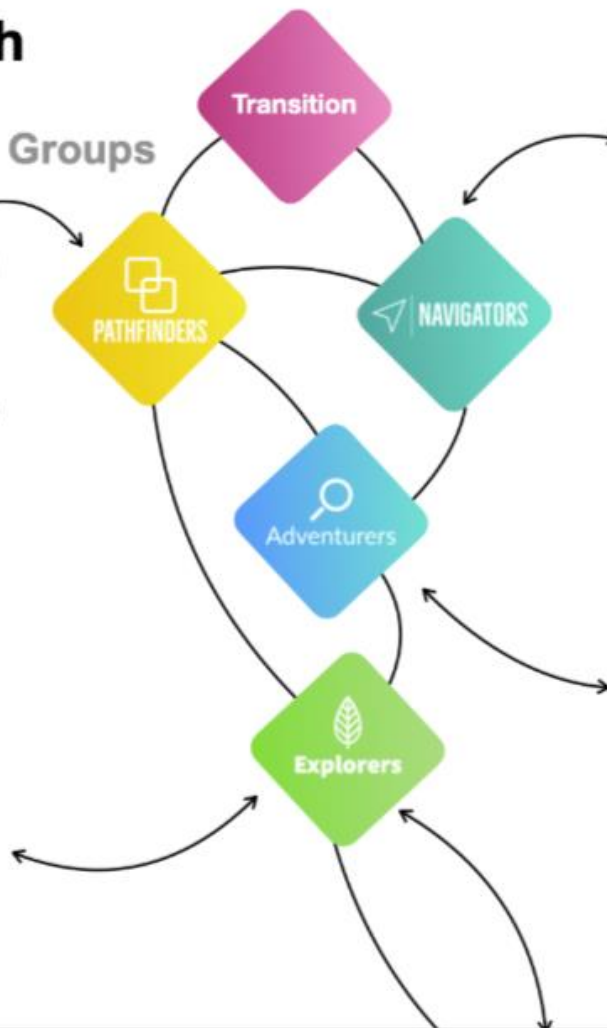 h
Groups
Transition
PATHFINDERS
NAVIGATORS
Adventurers
Explorers